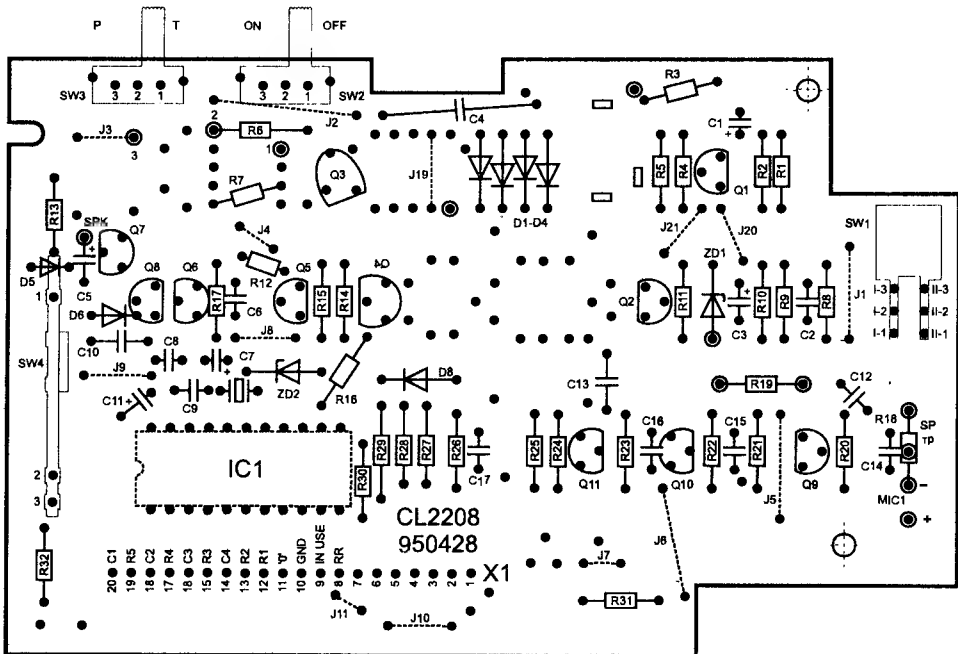 P T ON OFF
SW3 3 2 1 3 2 1 SW2
R3
J3 3
2 R6 J2 C4 C1 +
1
R7 Q3 J19 D1-D4
R5 R4 Q1 R2 R1
R13 SPK Q7 J4 J21 J20 SW1
D5 C5 + R12 ZD1
Q8 Q6 R17 C6 Q5 R15 R14 Q4
Q2 R11 C3 + R10 R9 C2 R8 J1
I-3 II-3
I-2 II-2
I-1 II-1
1 D6 C10 J8
SW4 J9 C8 C7 + ZD2 R16 D8
C11 + C9 C13 R19 C12
IC1 R29 R28 R27 R26 C17
R25 R24 Q11 R23 C16 Q10 R22 C15 R21 Q9 R20 R18 C14
SP
тр
MIC1 − +
2
3
R30
CL2208
950428
J5 J6 J7
R32
20 C1
19 R5
18 C2
17 R4
18 C3
15 R3
14 C4
13 R2
12 R1
11 '0'
10 GND
9 IN USE
8 RR
7 6 5 4 3 2 1 X1
J11 J10 R31